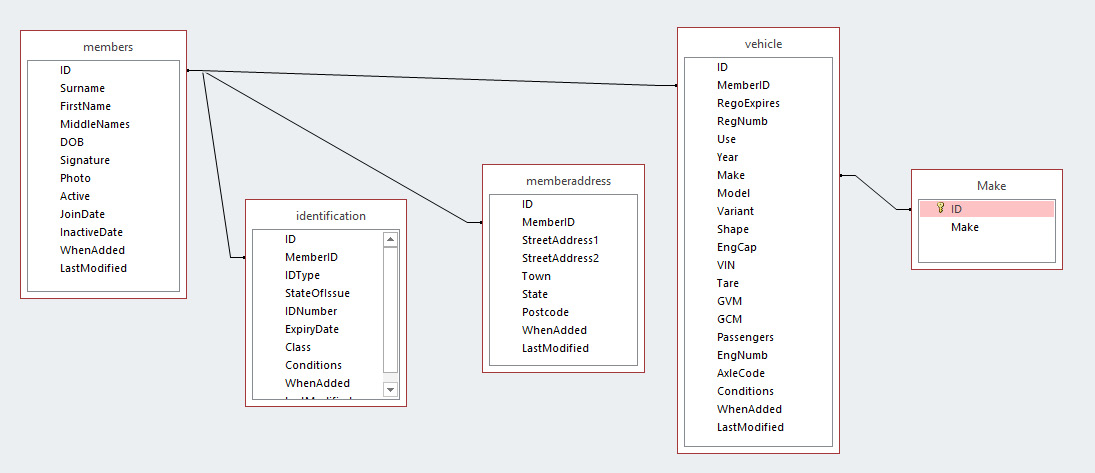 members
ID
Surname
FirstName
MiddleNames
DOB
Signature
Photo
Active
JoinDate
InactiveDate
WhenAdded
LastModified
identification
ID
MemberID
IDType
StateOfIssue
IDNumber
ExpiryDate
Class
Conditions
WhenAdded
LastModified
memberaddress
ID
MemberID
StreetAddress1
StreetAddress2
Town
State
Postcode
WhenAdded
LastModified
vehicle
ID
MemberID
RegoExpires
RegNumb
Use
Year
Make
Model
Variant
Shape
EngCap
VIN
Tare
GVM
GCM
Passengers
EngNumb
AxleCode
Conditions
WhenAdded
LastModified
Make
ID
Make